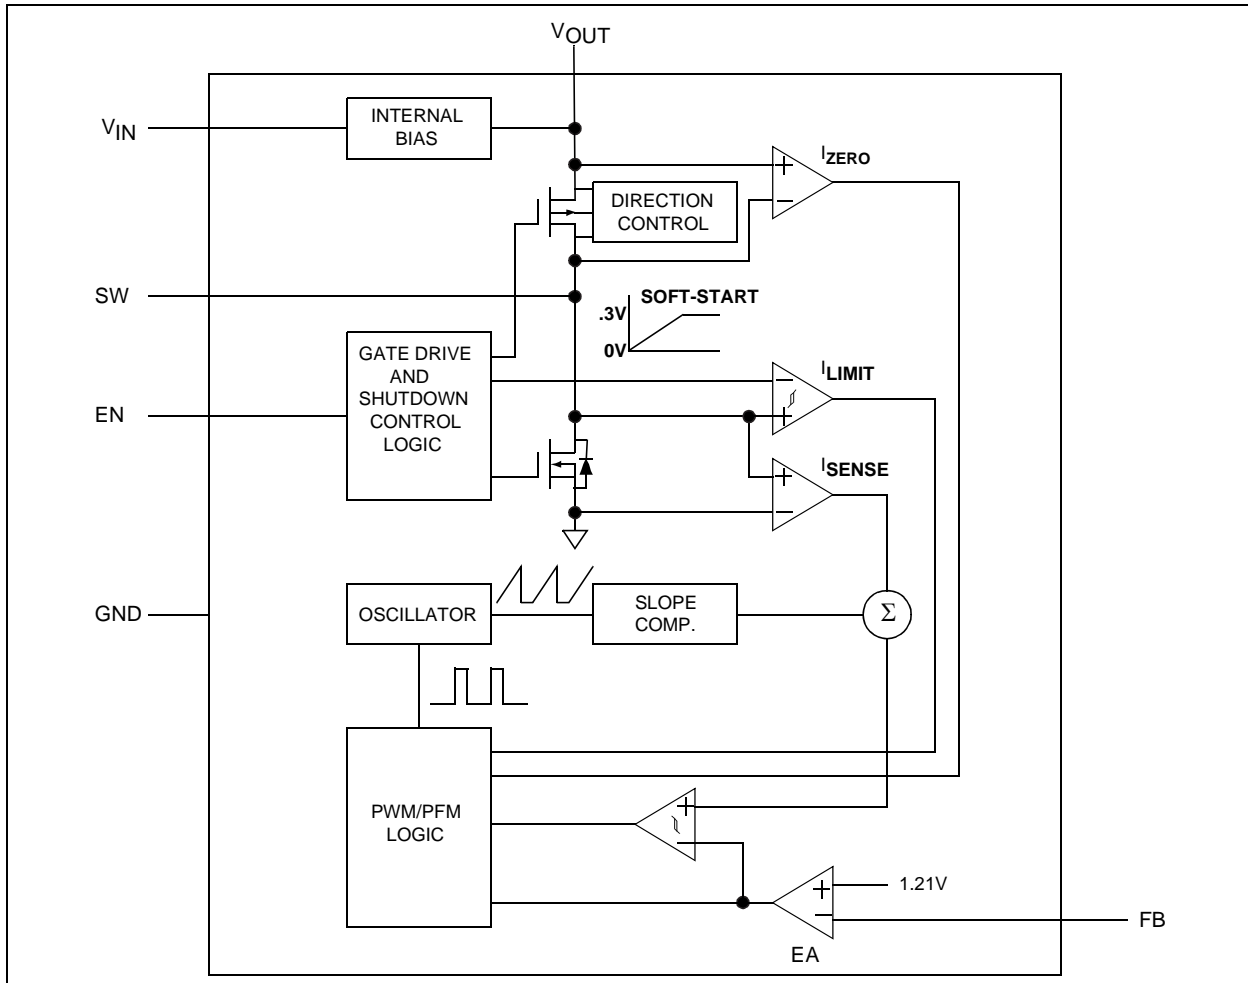 VOUT
VIN
INTERNAL
BIAS
IZERO
+
−
DIRECTION
CONTROL
SW
SOFT-START
.3V
0V
GATE DRIVE
AND
SHUTDOWN
CONTROL
LOGIC
EN
ILIMIT
−
+
ISENSE
+
−
GND
OSCILLATOR
SLOPE
COMP.
Σ
PWM/PFM
LOGIC
+
−
+
−
1.21V
FB
EA